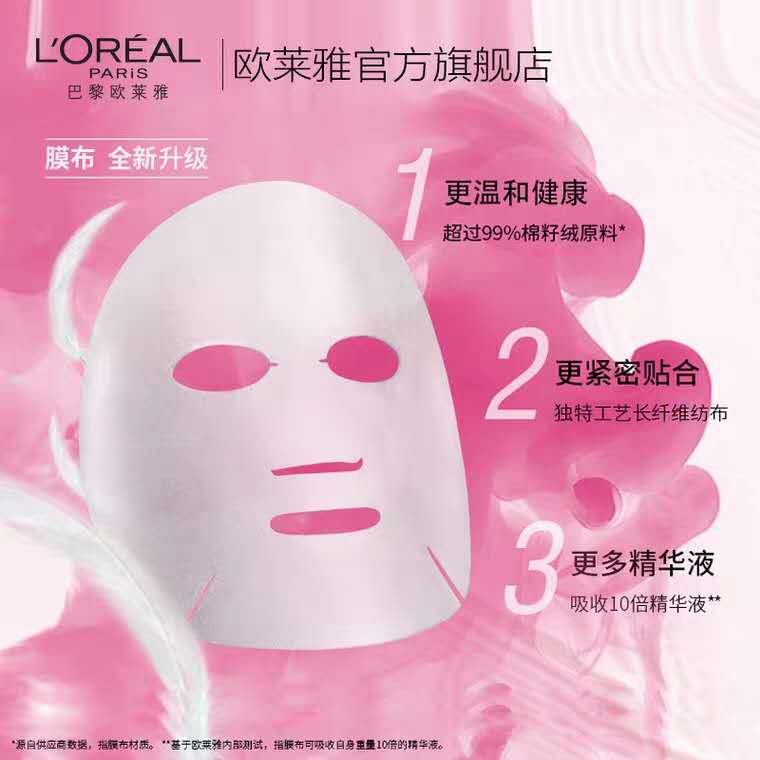 L'ORÉAL
PARiS
巴黎欧莱雅
欧莱雅官方旗舰店
膜布 全新升级
1
更温和健康
超过99%棉籽绒原料*
2
更紧密贴合
独特工艺长纤维纺布
3
更多精华液
吸收10倍精华液**
*源自供应商数据，指膜布材质。 **基于欧莱雅内部测试，指膜布可吸收自身重量10倍的精华液。